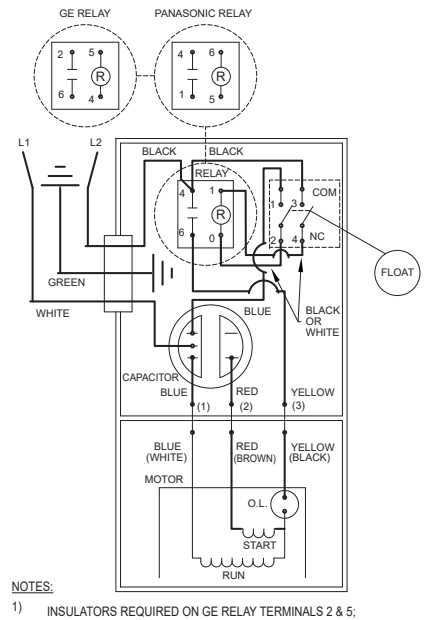 GE RELAY
PANASONIC RELAY
2 5
R
6 4
4 6
R
1 5
L1
L2
BLACK
BLACK
RELAY
4 1
R
6 0
COM
1 3
2 4 NC
FLOAT
GREEN
WHITE
BLUE
BLACK
OR
WHITE
CAPACITOR
BLUE
RED
YELLOW
(1)
(2)
(3)
BLUE
(WHITE)
RED
(BROWN)
YELLOW
(BLACK)
MOTOR
O.L.
START
RUN
NOTES:
1) INSULATORS REQUIRED ON GE RELAY TERMINALS 2 & 5;